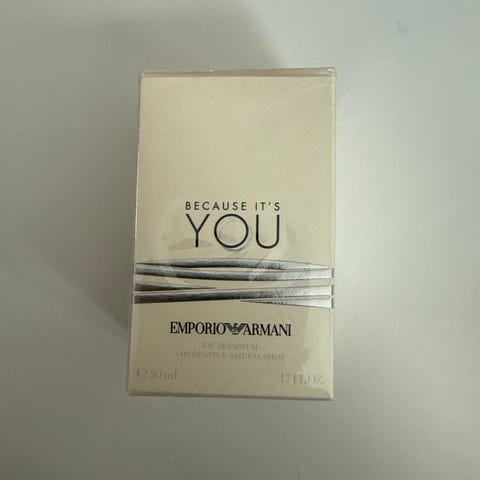 BECAUSE IT'S
YOU
EMPORIO ARMANI
EAU DE PARFUM
VAPORISATEUR NATURAL SPRAY
℮50 ml 1.7 FL.OZ